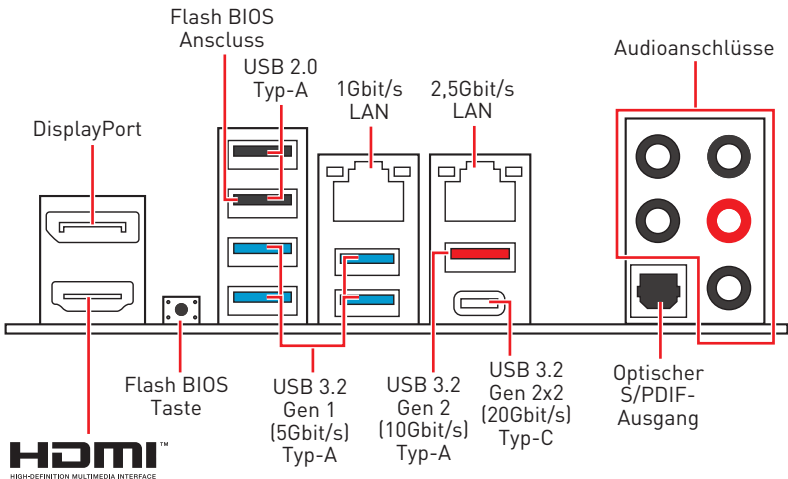 Flash BIOS
Anschluss
USB 2.0
Typ-A
1Gbit/s
LAN
2,5Gbit/s
LAN
Audioanschlüsse
DisplayPort
Flash BIOS
Taste
USB 3.2
Gen 1
(5Gbit/s)
Typ-A
USB 3.2
Gen 2
(10Gbit/s)
Typ-A
USB 3.2
Gen 2x2
(20Gbit/s)
Typ-C
Optischer
S/PDIF-
Ausgang
HDMI™
HIGH-DEFINITION MULTIMEDIA INTERFACE